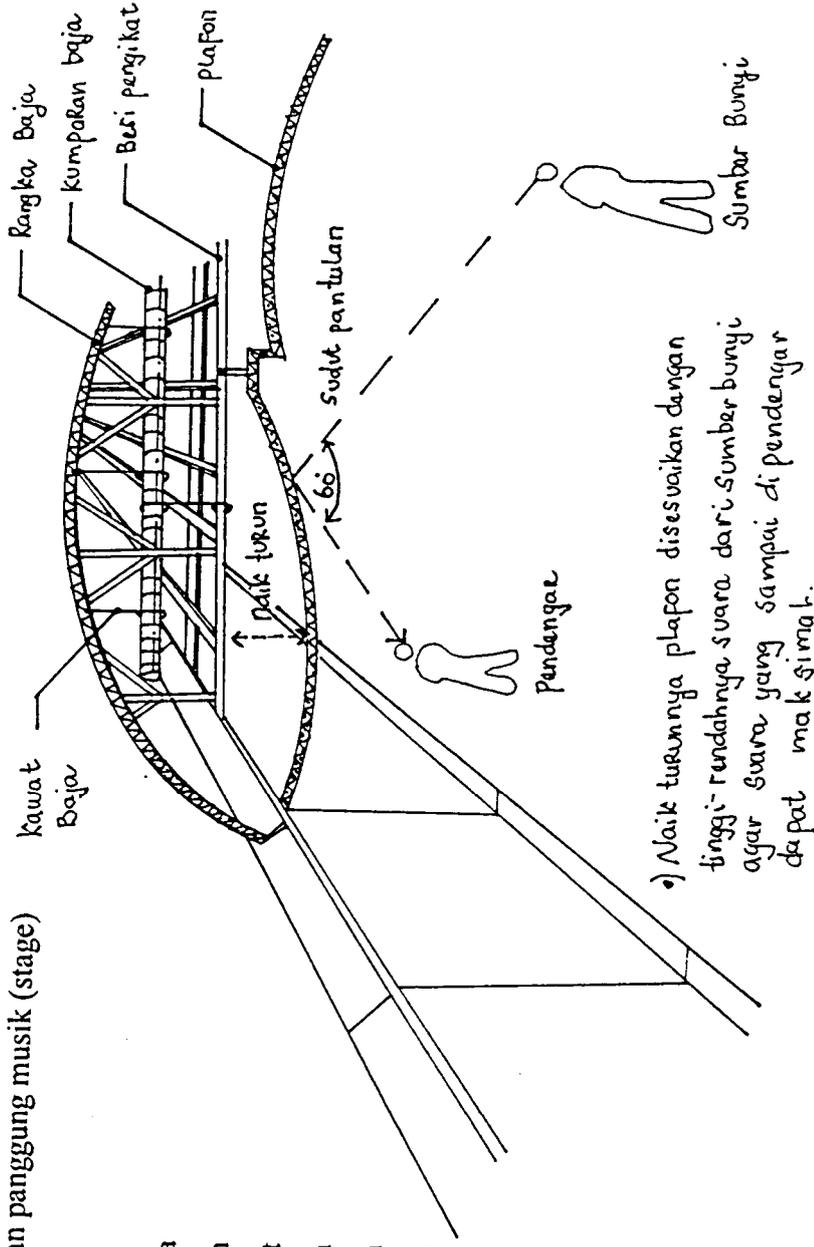 an panggung musik (stage)
Rangka Baja
Kumparan baja
Besi pengikat
Plafon
Kawat
Baja
Naik turun
60°
Sudut pantulan
Pendengar
Sumber Bunyi
•) Naik turunnya plafon disesuaikan dengan
tinggi-rendahnya suara dari sumber bunyi
agar suara yang sampai di pendengar
dapat maksimal.